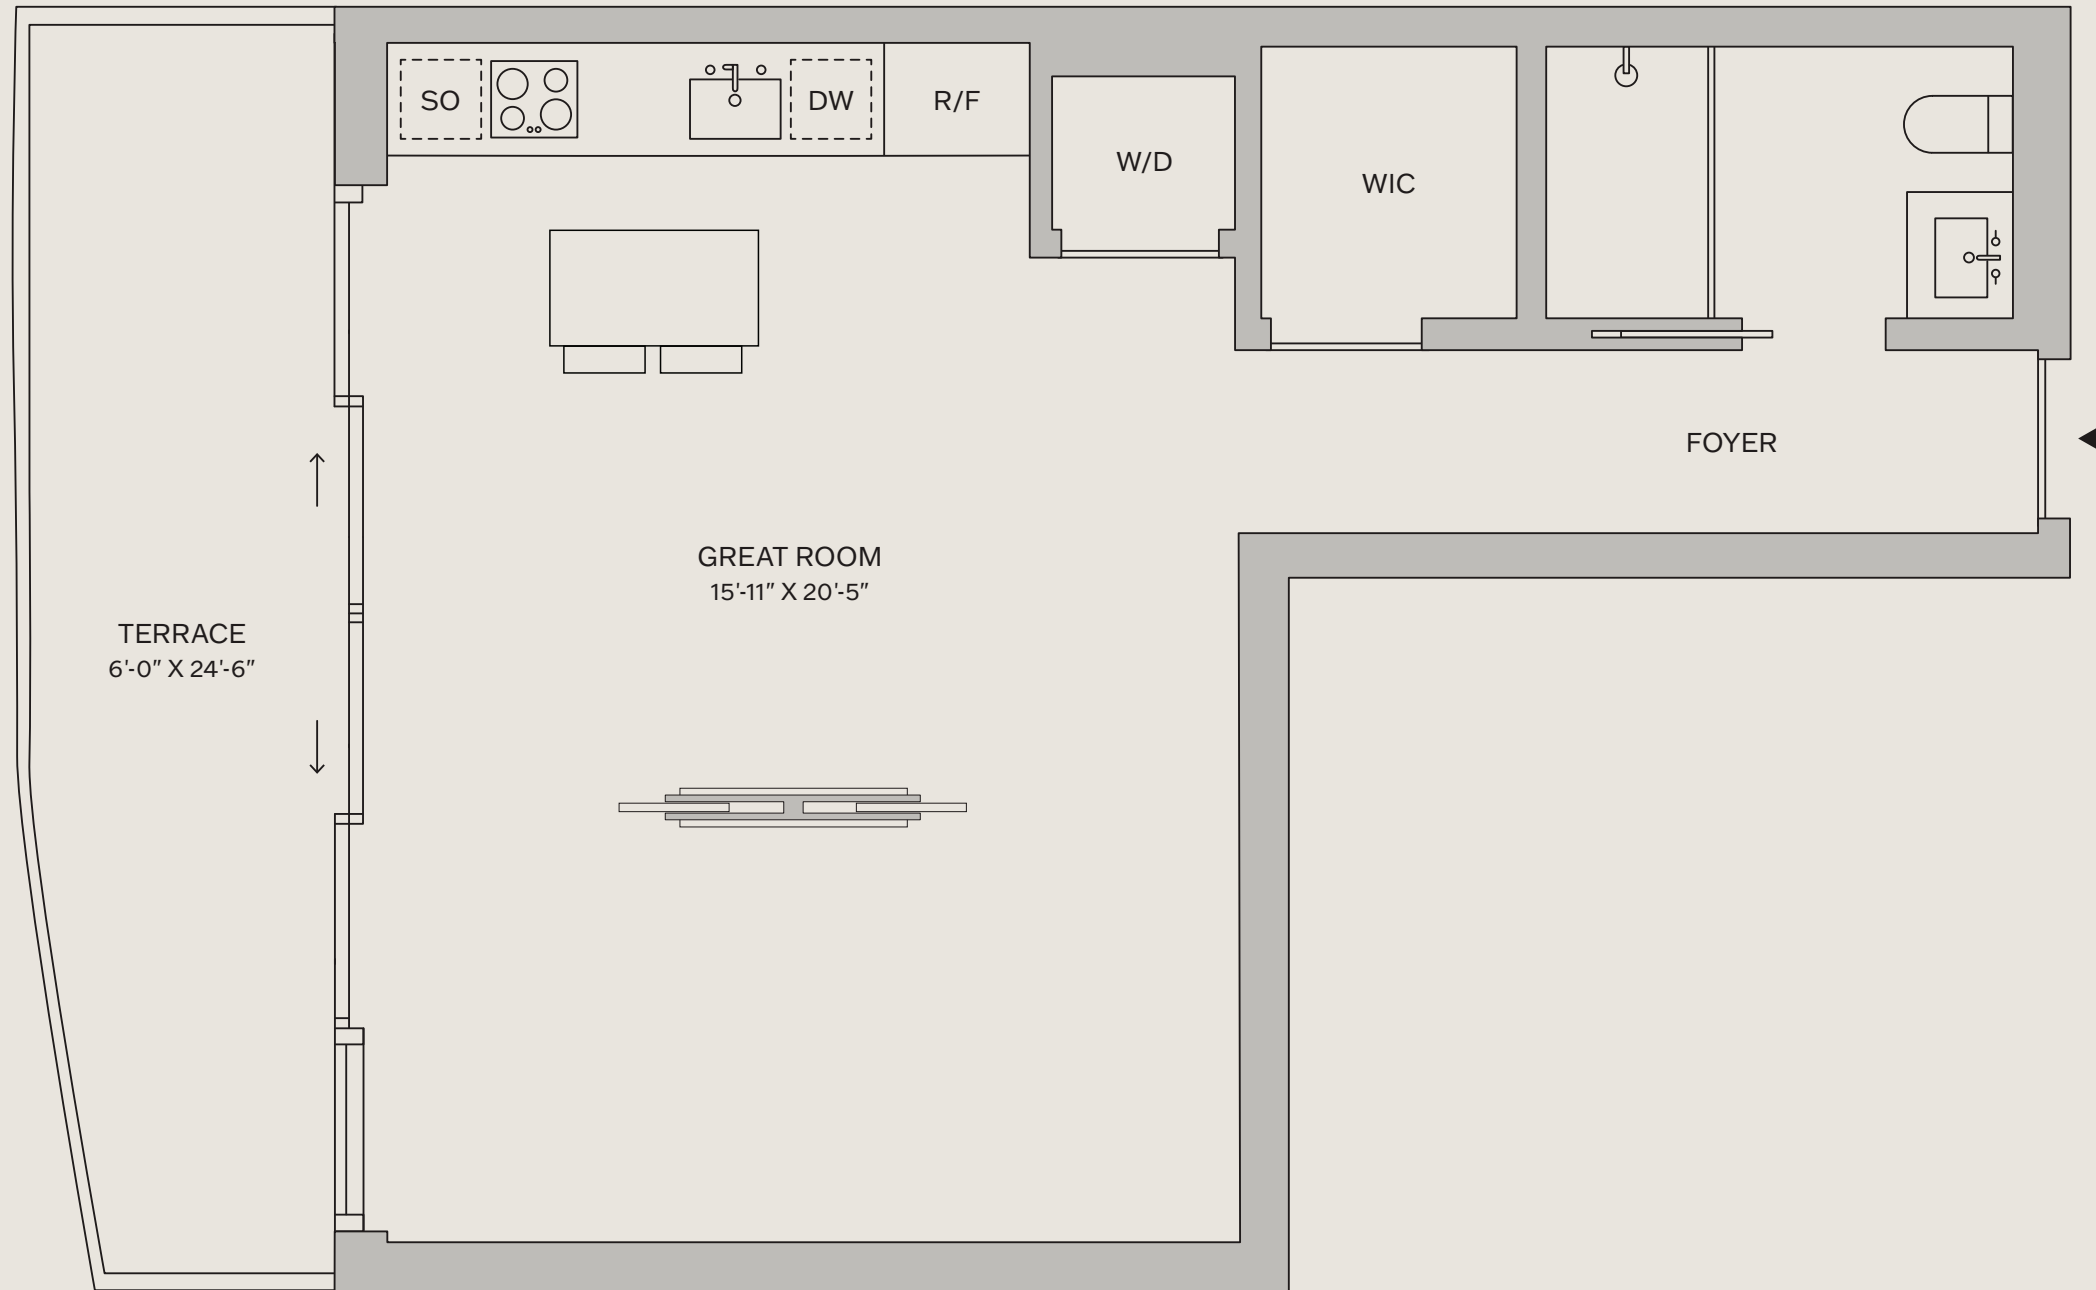 SO
DW
R/F
W/D
WIC
FOYER
GREAT ROOM
15'-11" X 20'-5"
TERRACE
6'-0" X 24'-6"